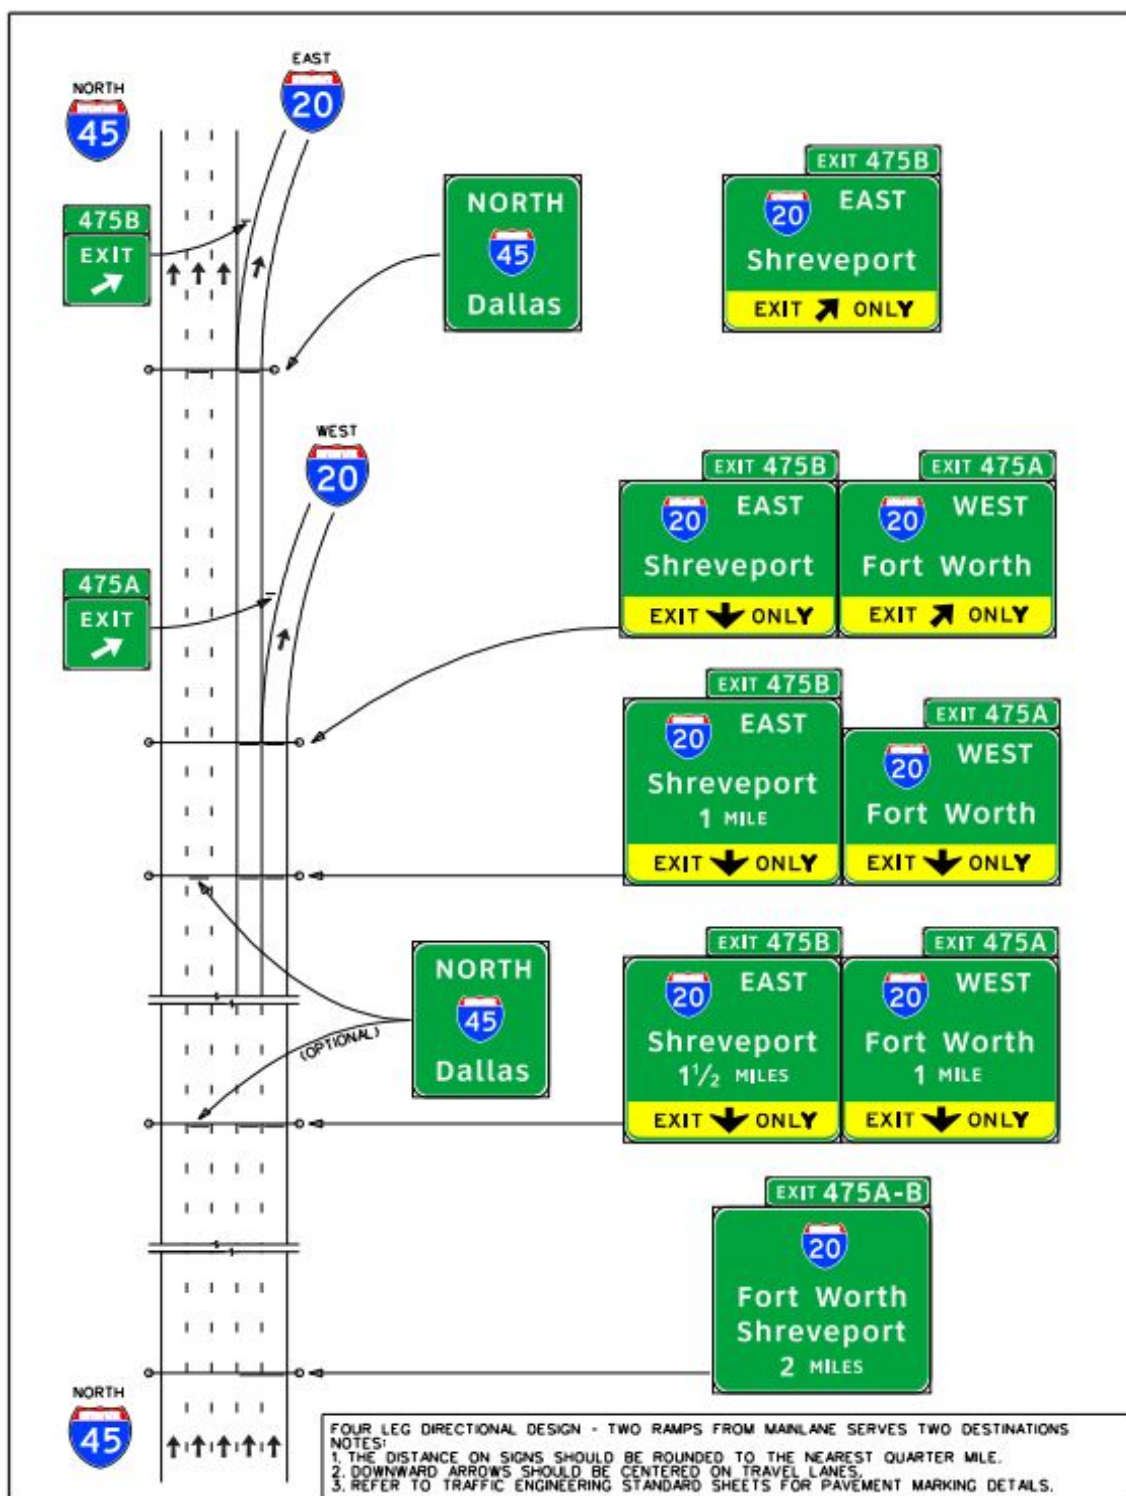 EAST
20
NORTH
45
475B
EXIT
NORTH
45
Dallas
EXIT 475B
20 EAST
Shreveport
EXIT ONLY
WEST
20
475A
EXIT
EXIT 475B
20 EAST
Shreveport
EXIT ONLY
EXIT 475A
20 WEST
Fort Worth
EXIT ONLY
EXIT 475B
20 EAST
Shreveport
1 MILE
EXIT ONLY
EXIT 475A
20 WEST
Fort Worth
EXIT ONLY
NORTH
45
Dallas
(OPTIONAL)
EXIT 475B
20 EAST
Shreveport
1 1/2 MILES
EXIT ONLY
EXIT 475A
20 WEST
Fort Worth
1 MILE
EXIT ONLY
EXIT 475A-B
20
Fort Worth
Shreveport
2 MILES
NORTH
45
FOUR LEG DIRECTIONAL DESIGN - TWO RAMPS FROM MAINLANE SERVES TWO DESTINATIONS
NOTES:
1. THE DISTANCE ON SIGNS SHOULD BE ROUNDED TO THE NEAREST QUARTER MILE.
2. DOWNWARD ARROWS SHOULD BE CENTERED ON TRAVEL LANES.
3. REFER TO TRAFFIC ENGINEERING STANDARD SHEETS FOR PAVEMENT MARKING DETAILS.